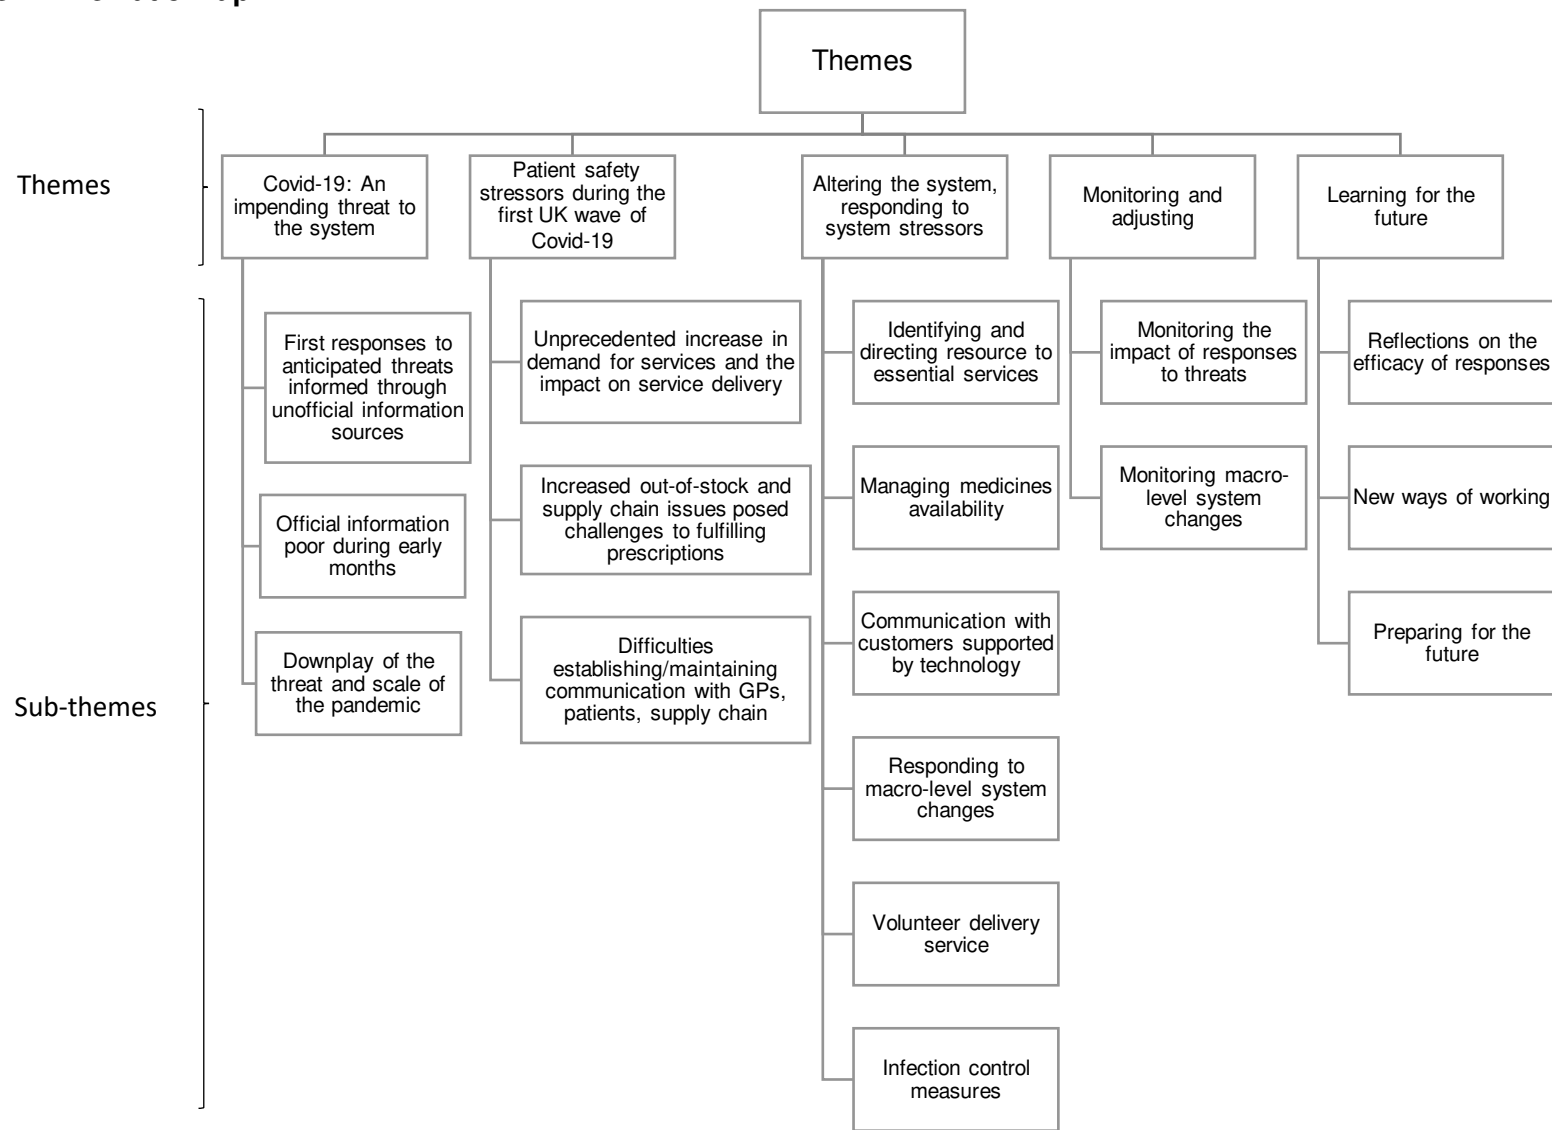 Themes
Themes
Covid-19: An
impending threat to
the system
Patient safety
stressors during the
first UK wave of
Covid-19
Altering the system,
responding to
system stressors
Monitoring and
adjusting
Learning for the
future
Sub-themes
First responses to
anticipated threats
informed through
unofficial information
sources
Official information
poor during early
months
Downplay of the
threat and scale of
the pandemic
Unprecedented increase in
demand for services and the
impact on service delivery
Increased out-of-stock and
supply chain issues posed
challenges to fulfilling
prescriptions
Difficulties
establishing/maintaining
communication with GPs,
patients, supply chain
Identifying and
directing resource to
essential services
Managing medicines
availability
Communication with
customers supported
by technology
Responding to
macro-level system
changes
Volunteer delivery
service
Infection control
measures
Monitoring the
impact of responses
to threats
Monitoring macro-
level system
changes
Reflections on the
efficacy of responses
New ways of working
Preparing for the
future